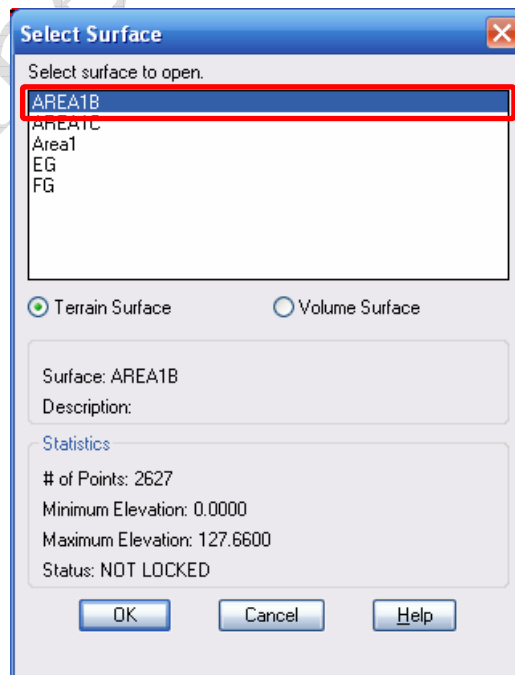 Select Surface
Select surface to open.
AREA1B
AREA1C
Area1
EG
FG
Terrain Surface Volume Surface
Surface: AREA1B
Description:
Statistics
# of Points: 2627
Minimum Elevation: 0.0000
Maximum Elevation: 127.6600
Status: NOT LOCKED
OK Cancel Help